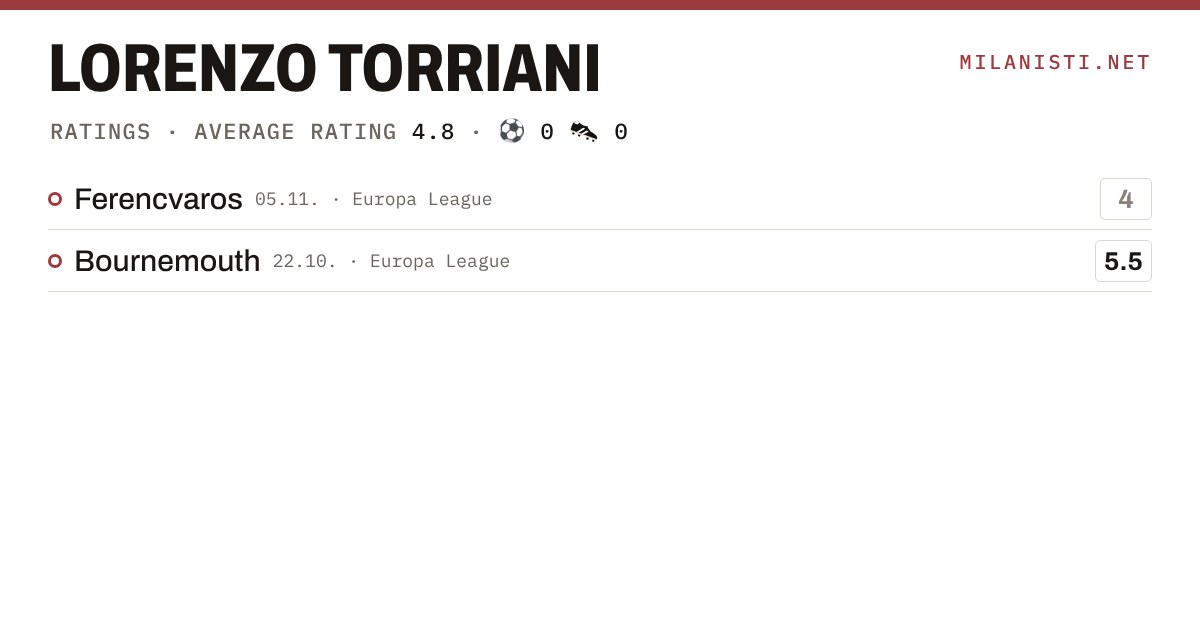 LORENZO TORRIANI
MILANISTI.NET
RATINGS · AVERAGE RATING 4.8 · ⚽ 0 👟 0
Ferencvaros 05.11. · Europa League 4
Bournemouth 22.10. · Europa League 5.5